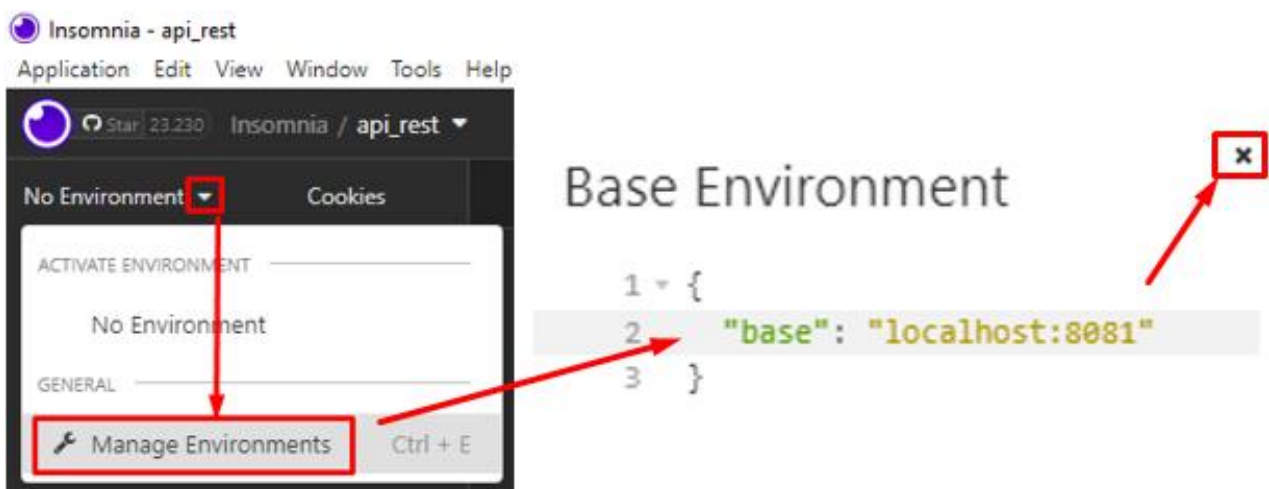 Insomnia - api_rest
Application Edit View Window Tools Help
Star 23.230 Insomnia / api_rest
No Environment Cookies
ACTIVATE ENVIRONMENT
No Environment
GENERAL
Manage Environments Ctrl + E
Base Environment
1 {
2 "base": "localhost:8081"
3 }